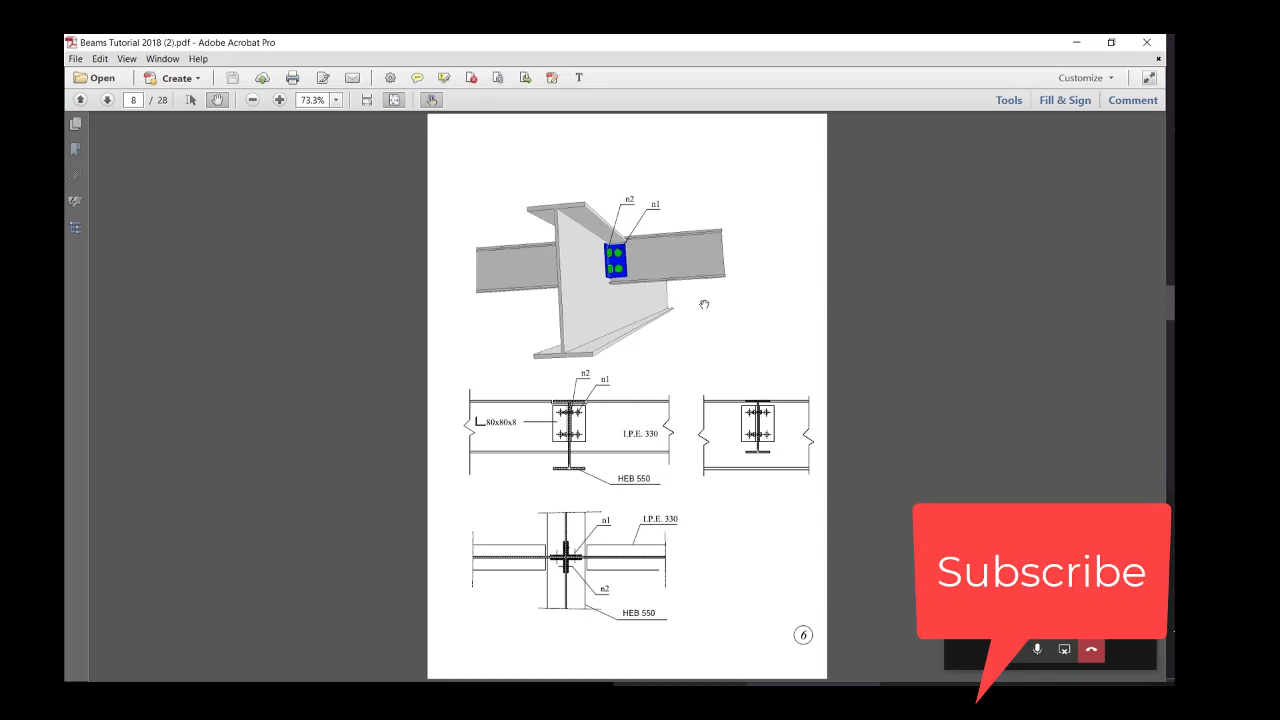 Beams Tutorial 2018 (2).pdf - Adobe Acrobat Pro
File Edit View Window Help
Open Create Customize
8 / 28 73.3% Tools Fill & Sign Comment
n2
n1
n2
n1
80x80x8
I.P.E. 330
HEB 550
n1
I.P.E. 330
n2
HEB 550
6
Subscribe